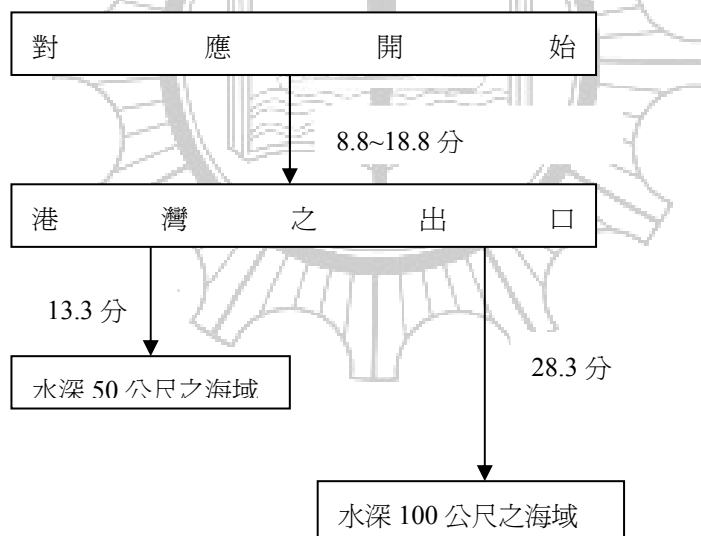 對應開始
8.8~18.8 分
港灣之出口
13.3 分
28.3 分
水深 50 公尺之海域
水深 100 公尺之海域